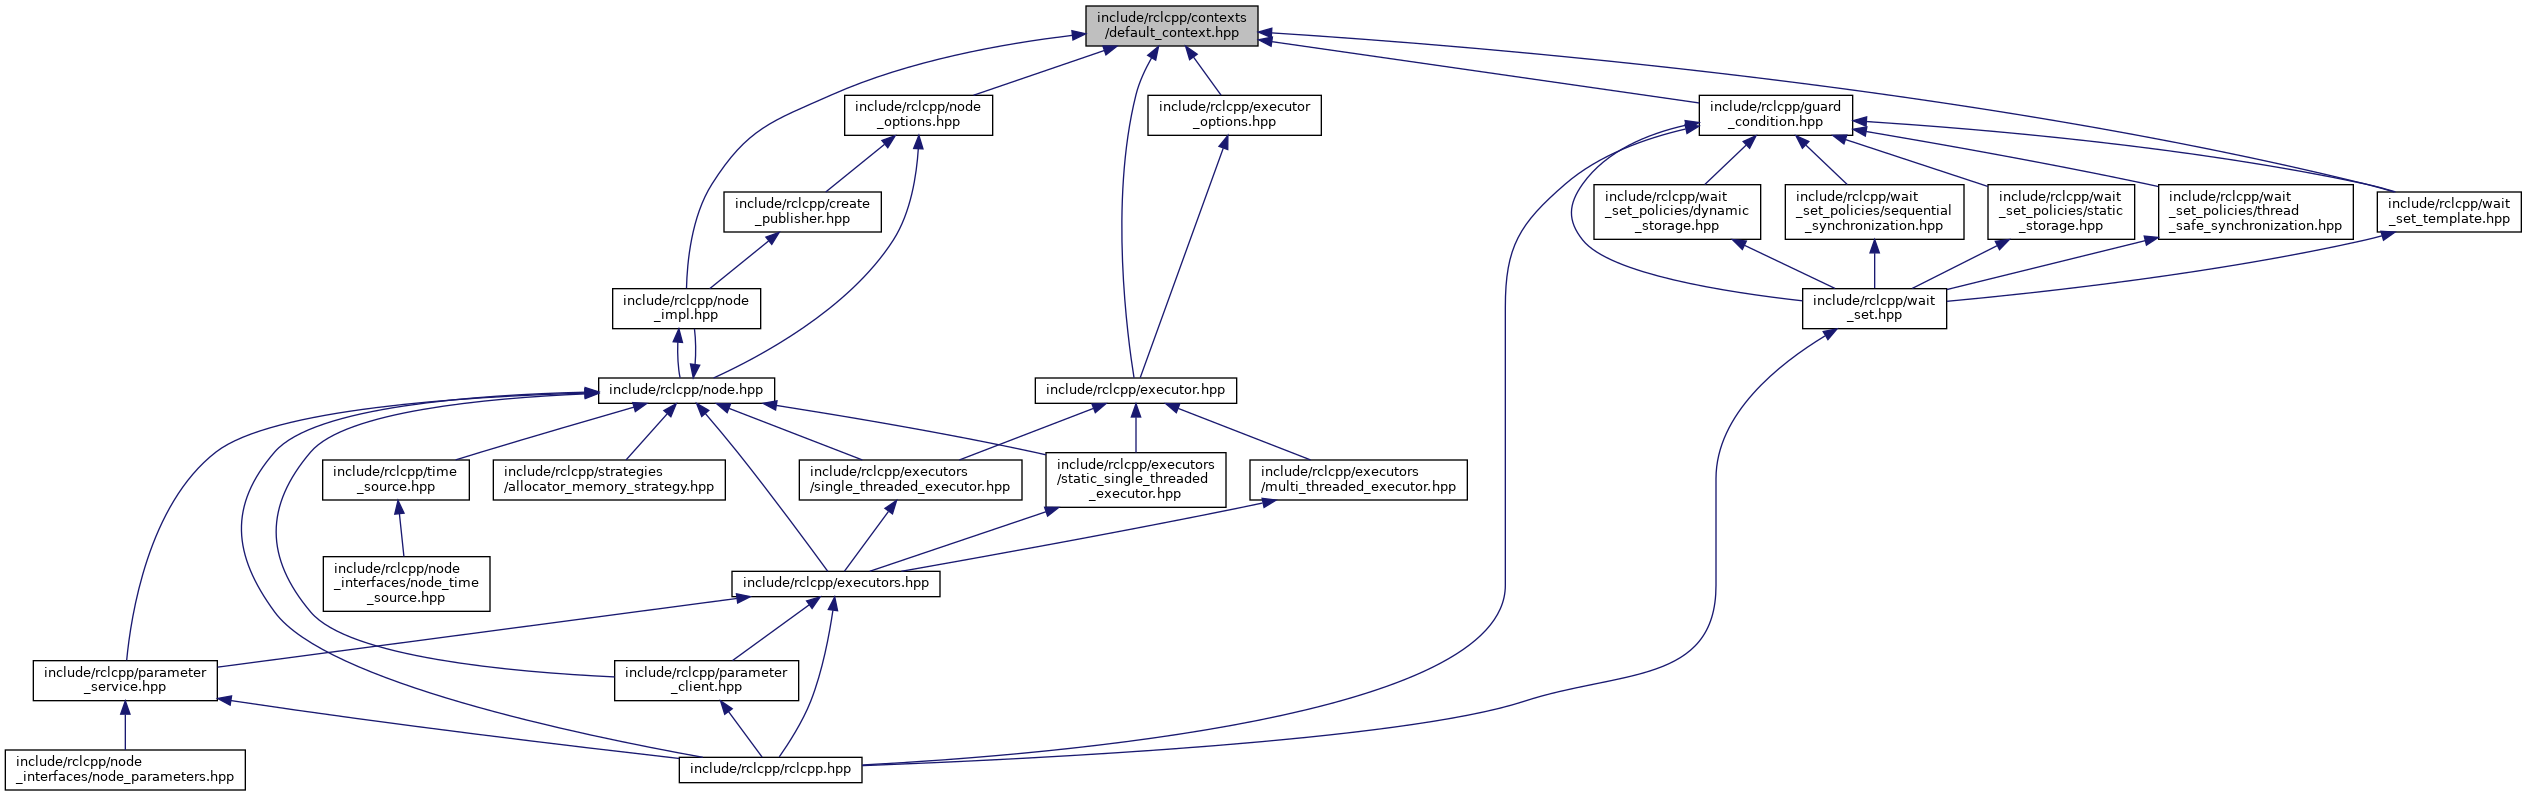 include/rclcpp/contexts
/default_context.hpp
include/rclcpp/node
_options.hpp
include/rclcpp/executor
_options.hpp
include/rclcpp/guard
_condition.hpp
include/rclcpp/create
_publisher.hpp
include/rclcpp/wait
_set_policies/dynamic
_storage.hpp
include/rclcpp/wait
_set_policies/sequential
_synchronization.hpp
include/rclcpp/wait
_set_policies/static
_storage.hpp
include/rclcpp/wait
_set_policies/thread
_safe_synchronization.hpp
include/rclcpp/wait
_set_template.hpp
include/rclcpp/node
_impl.hpp
include/rclcpp/wait
_set.hpp
include/rclcpp/node.hpp
include/rclcpp/executor.hpp
include/rclcpp/time
_source.hpp
include/rclcpp/strategies
/allocator_memory_strategy.hpp
include/rclcpp/executors
/single_threaded_executor.hpp
include/rclcpp/executors
/static_single_threaded
_executor.hpp
include/rclcpp/executors
/multi_threaded_executor.hpp
include/rclcpp/node
_interfaces/node_time
_source.hpp
include/rclcpp/executors.hpp
include/rclcpp/parameter
_service.hpp
include/rclcpp/parameter
_client.hpp
include/rclcpp/node
_interfaces/node_parameters.hpp
include/rclcpp/rclcpp.hpp